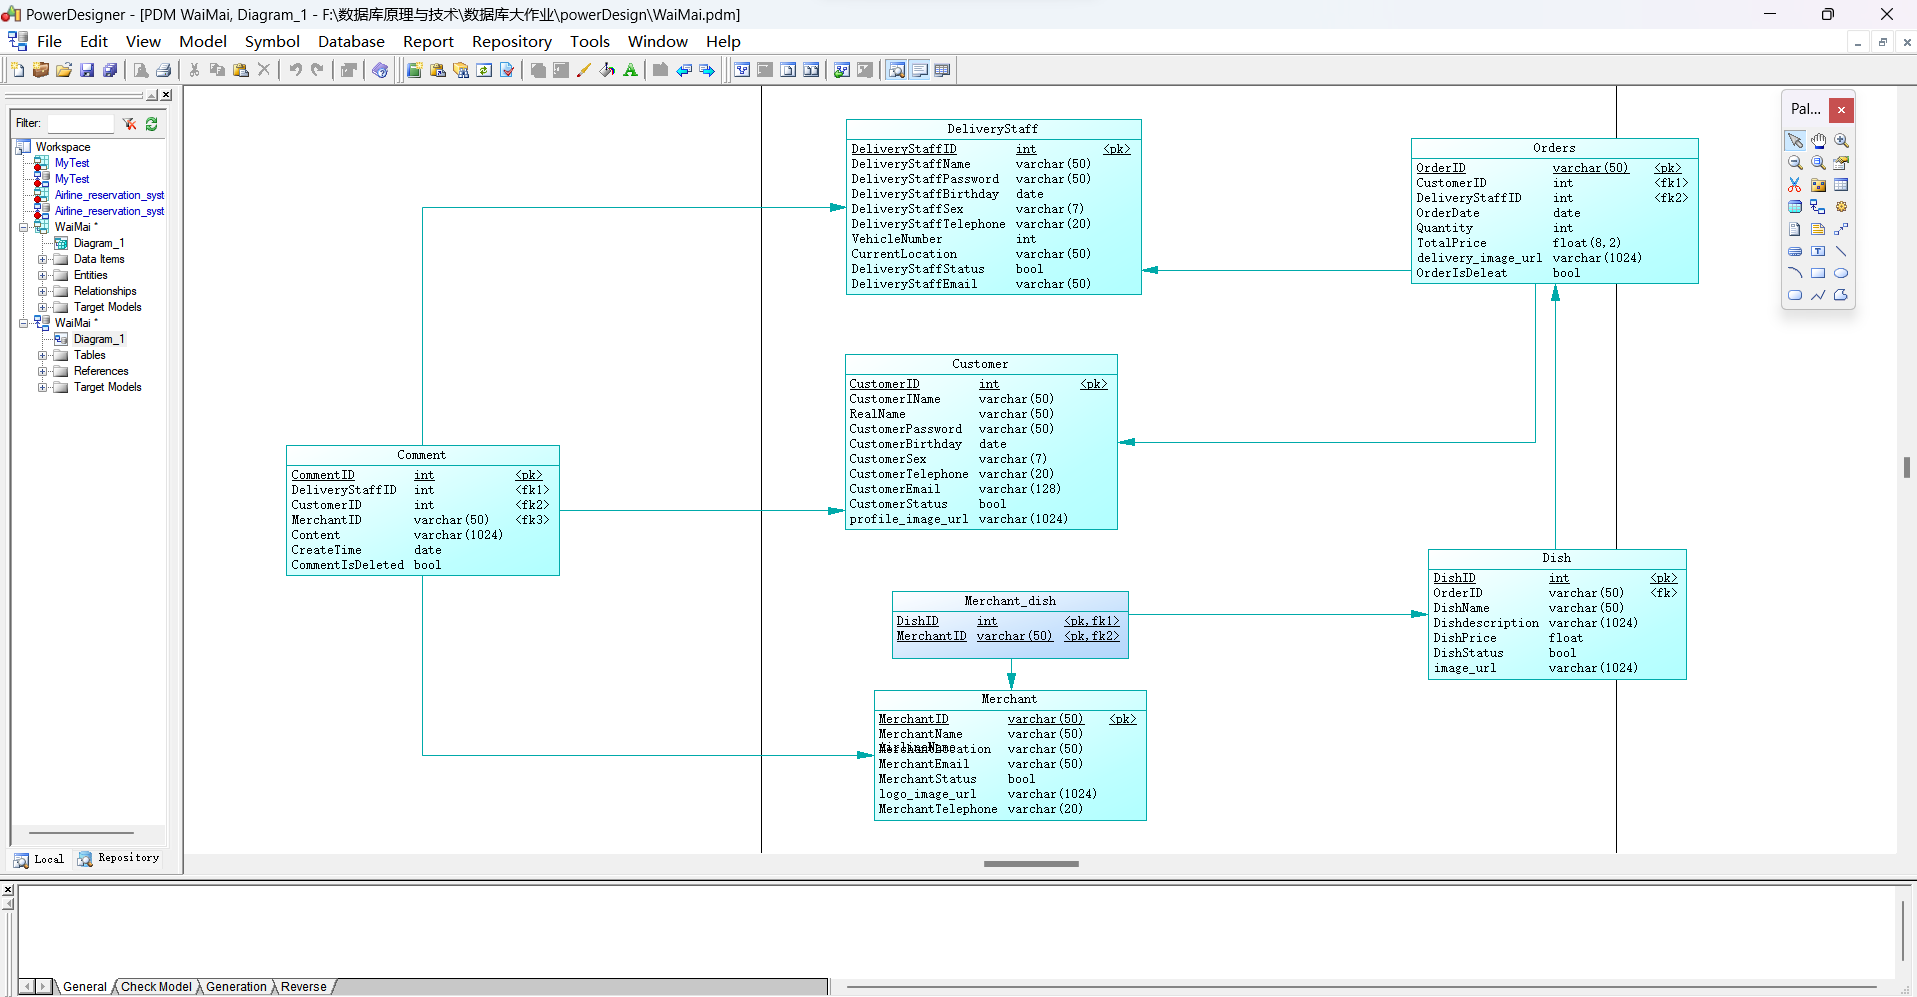 PowerDesigner - [PDM WaiMai, Diagram_1 - F:\数据库原理与技术\数据库大作业\powerDesign\WaiMai.pdm]
File Edit View Model Symbol Database Report Repository Tools Window Help
Filter:
Workspace
MyTest
MyTest
Airline_reservation_syst
Airline_reservation_syst
WaiMai *
Diagram_1
Data Items
Entities
Relationships
Target Models
WaiMai *
Diagram_1
Tables
References
Target Models
Local Repository
DeliveryStaff
DeliveryStaffID int <pk>
DeliveryStaffName varchar(50)
DeliveryStaffPassword varchar(50)
DeliveryStaffBirthday date
DeliveryStaffSex varchar(7)
DeliveryStaffTelephone varchar(20)
VehicleNumber int
CurrentLocation varchar(50)
DeliveryStaffStatus bool
DeliveryStaffEmail varchar(50)
Orders
OrderID varchar(50) <pk>
CustomerID int <fk1>
DeliveryStaffID int <fk2>
OrderDate date
Quantity int
TotalPrice float(8,2)
delivery_image_url varchar(1024)
OrderIsDeleat bool
Pal...
Customer
CustomerID int <pk>
CustomerIName varchar(50)
RealName varchar(50)
CustomerPassword varchar(50)
CustomerBirthday date
CustomerSex varchar(7)
CustomerTelephone varchar(20)
CustomerEmail varchar(128)
CustomerStatus bool
profile_image_url varchar(1024)
Comment
CommentID int <pk>
DeliveryStaffID int <fk1>
CustomerID int <fk2>
MerchantID varchar(50) <fk3>
Content varchar(1024)
CreateTime date
CommentIsDeleted bool
Merchant_dish
DishID int <pk,fk1>
MerchantID varchar(50) <pk,fk2>
Dish
DishID int <pk>
OrderID varchar(50) <fk>
DishName varchar(50)
Dishdescription varchar(1024)
DishPrice float
DishStatus bool
image_url varchar(1024)
Merchant
MerchantID varchar(50) <pk>
MerchantName varchar(50)
AirlineName
MerchantLocation varchar(50)
MerchantEmail varchar(50)
MerchantStatus bool
logo_image_url varchar(1024)
MerchantTelephone varchar(20)
General Check Model Generation Reverse